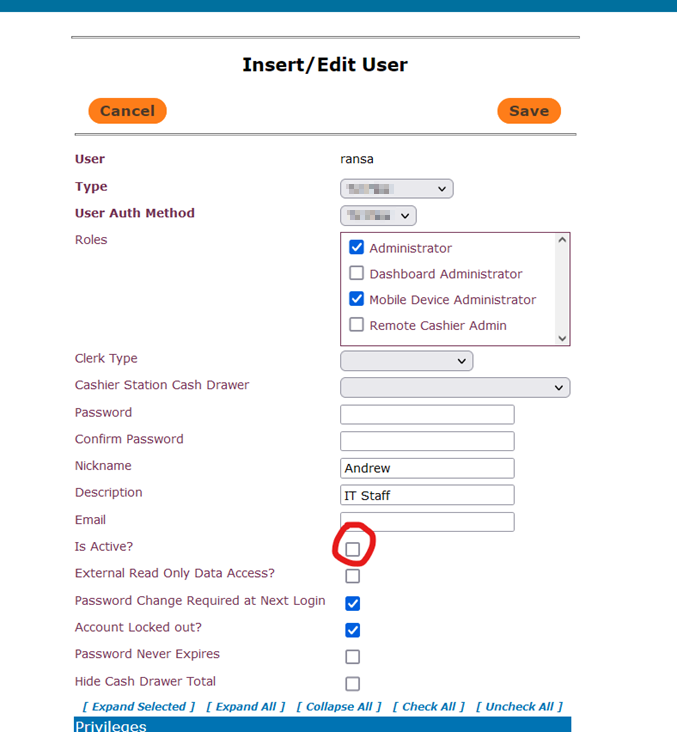 Insert/Edit User
Cancel Save
User ransa
Type
User Auth Method
Roles
Administrator
Dashboard Administrator
Mobile Device Administrator
Remote Cashier Admin
Clerk Type
Cashier Station Cash Drawer
Password
Confirm Password
Nickname Andrew
Description IT Staff
Email
Is Active?
External Read Only Data Access?
Password Change Required at Next Login
Account Locked out?
Password Never Expires
Hide Cash Drawer Total
[ Expand Selected ] [ Expand All ] [ Collapse All ] [ Check All ] [ Uncheck All ]
Privileges